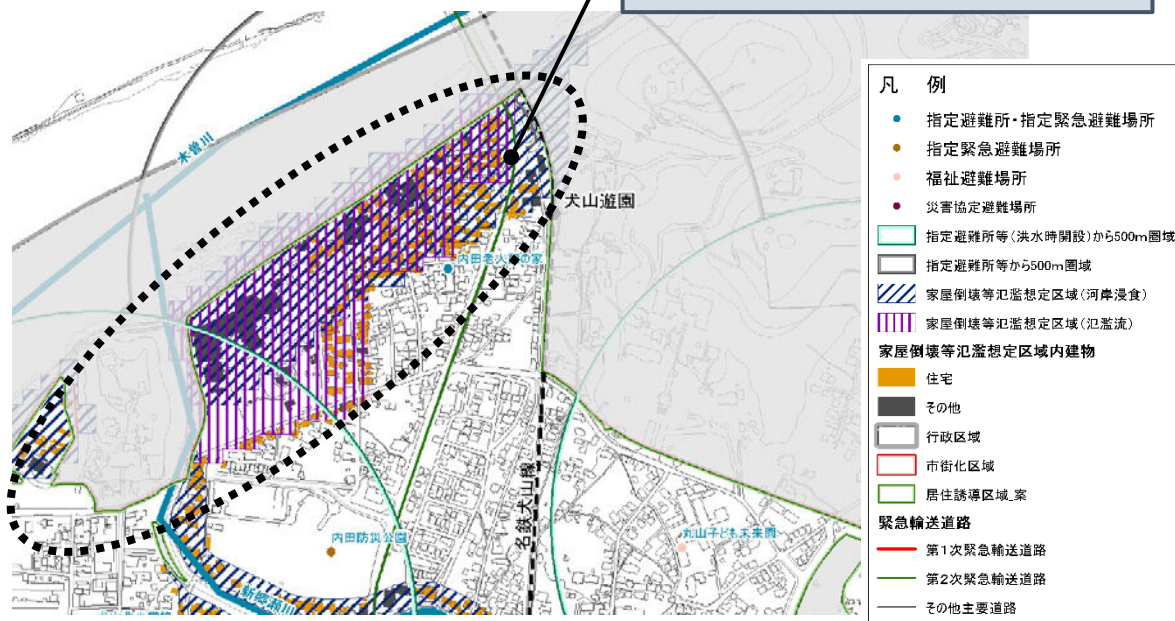 木曽川
犬山遊園
内田老人憩の家
名鉄犬山線
内田防災公園
丸山子ども未来園
新郷瀬川
凡 例
指定避難所・指定緊急避難場所
指定緊急避難場所
福祉避難場所
災害協定避難場所
指定避難所等(洪水時開設)から500m圏域
指定避難所等から500m圏域
家屋倒壊等氾濫想定区域(河岸浸食)
家屋倒壊等氾濫想定区域(氾濫流)
家屋倒壊等氾濫想定区域内建物
住宅
その他
行政区域
市街化区域
居住誘導区域_案
緊急輸送道路
第1次緊急輸送道路
第2次緊急輸送道路
その他主要道路